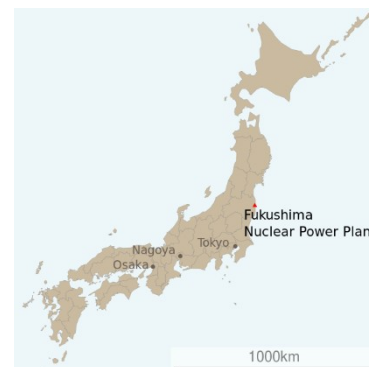 Fukushima
Nuclear Power Plan
Tokyo
Nagoya
Osaka
1000km